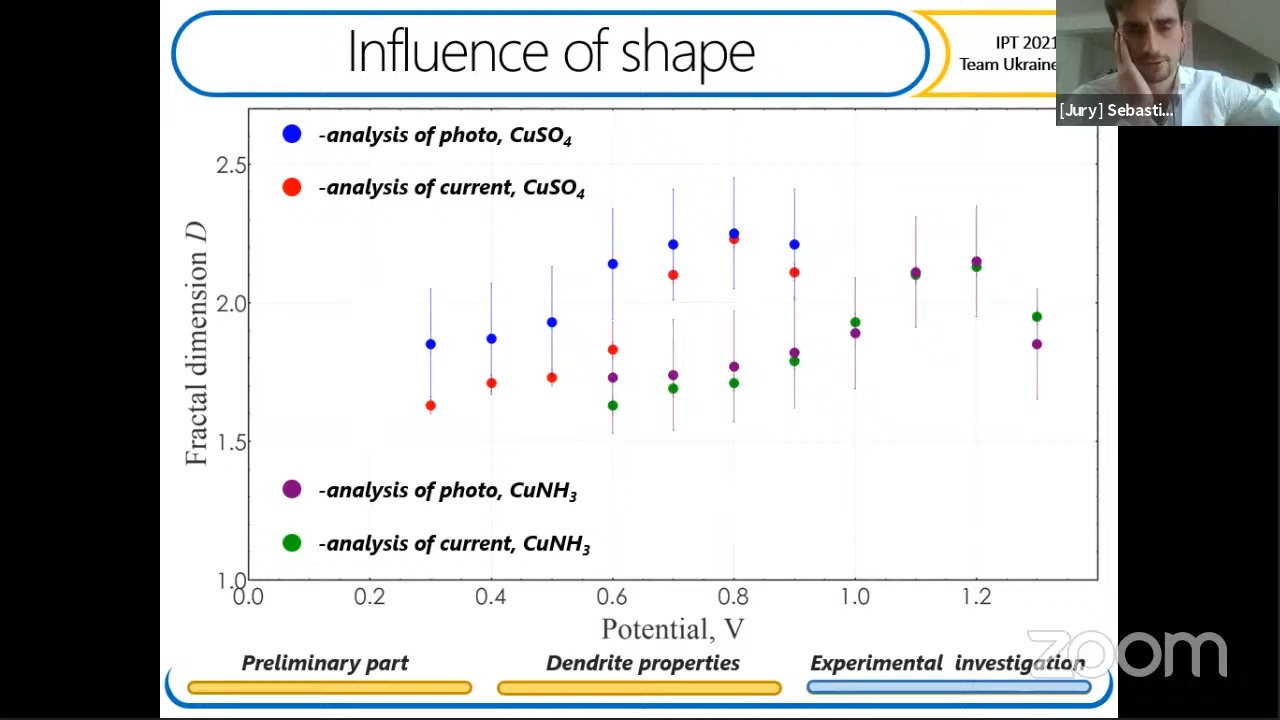 Influence of shape
IPT 2021
Team Ukraine
[Jury] Sebasti...
-analysis of photo, CuSO₄
-analysis of current, CuSO₄
2.5
2.0
1.5
1.0
Fractal dimension D
-analysis of photo, CuNH₃
-analysis of current, CuNH₃
0.0 0.2 0.4 0.6 0.8 1.0 1.2
Potential, V
Preliminary part Dendrite properties Experimental investigation
zoom